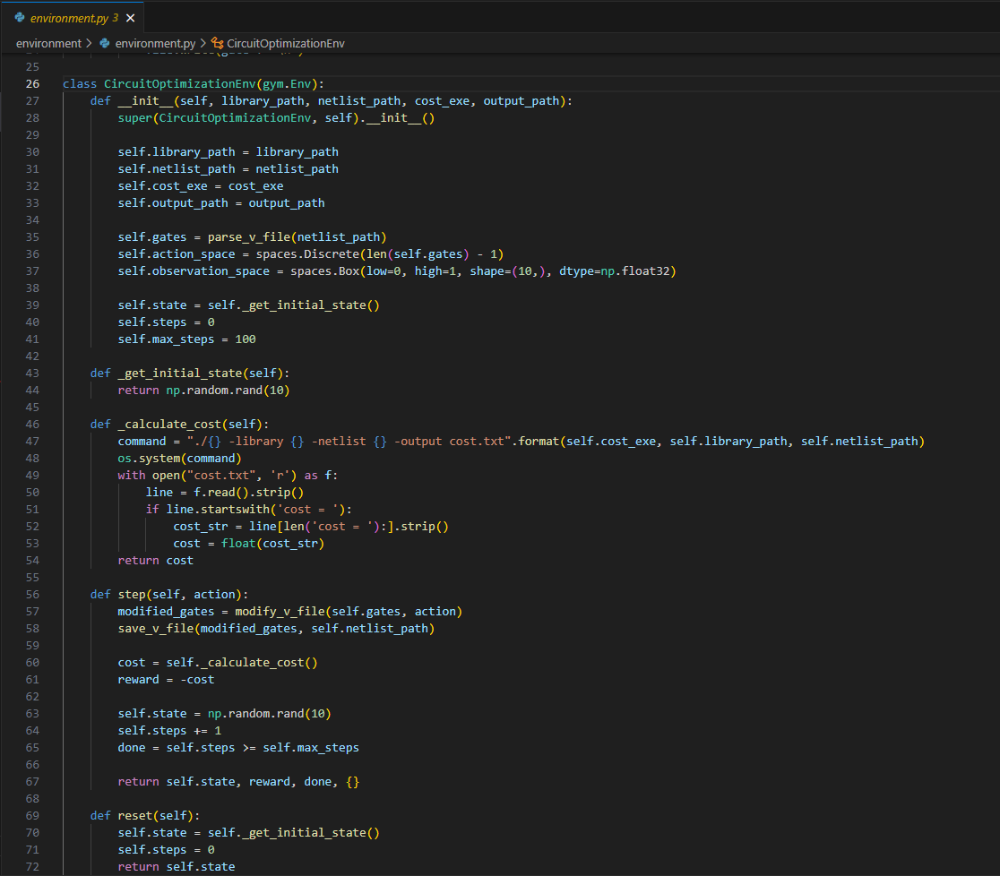 environment.py 3 ×
environment > environment.py > CircuitOptimizationEnv
25
26 class CircuitOptimizationEnv(gym.Env):
27     def __init__(self, library_path, netlist_path, cost_exe, output_path):
28         super(CircuitOptimizationEnv, self).__init__()
29
30         self.library_path = library_path
31         self.netlist_path = netlist_path
32         self.cost_exe = cost_exe
33         self.output_path = output_path
34
35         self.gates = parse_v_file(netlist_path)
36         self.action_space = spaces.Discrete(len(self.gates) - 1)
37         self.observation_space = spaces.Box(low=0, high=1, shape=(10,), dtype=np.float32)
38
39         self.state = self._get_initial_state()
40         self.steps = 0
41         self.max_steps = 100
42
43     def _get_initial_state(self):
44         return np.random.rand(10)
45
46     def _calculate_cost(self):
47         command = "./{} -library {} -netlist {} -output cost.txt".format(self.cost_exe, self.library_path, self.netlist_path)
48         os.system(command)
49         with open("cost.txt", 'r') as f:
50             line = f.read().strip()
51             if line.startswith('cost = '):
52                 cost_str = line[len('cost = '):].strip()
53                 cost = float(cost_str)
54         return cost
55
56     def step(self, action):
57         modified_gates = modify_v_file(self.gates, action)
58         save_v_file(modified_gates, self.netlist_path)
59
60         cost = self._calculate_cost()
61         reward = -cost
62
63         self.state = np.random.rand(10)
64         self.steps += 1
65         done = self.steps >= self.max_steps
66
67         return self.state, reward, done, {}
68
69     def reset(self):
70         self.state = self._get_initial_state()
71         self.steps = 0
72         return self.state